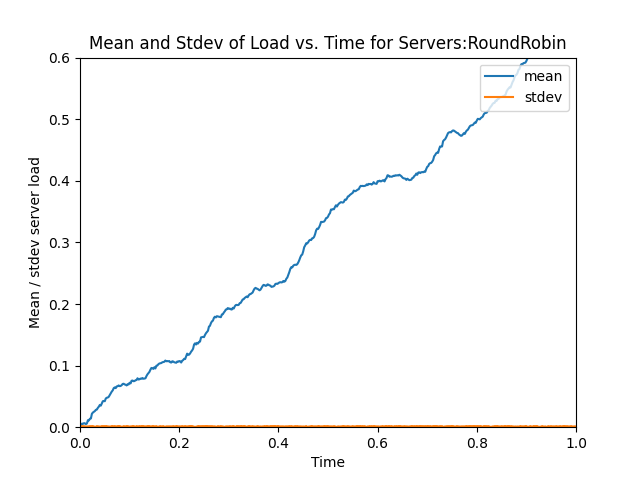 Mean and Stdev of Load vs. Time for Servers:RoundRobin
mean
stdev
Mean / stdev server load
0.6
0.5
0.4
0.3
0.2
0.1
0.0
0.0 0.2 0.4 0.6 0.8 1.0
Time